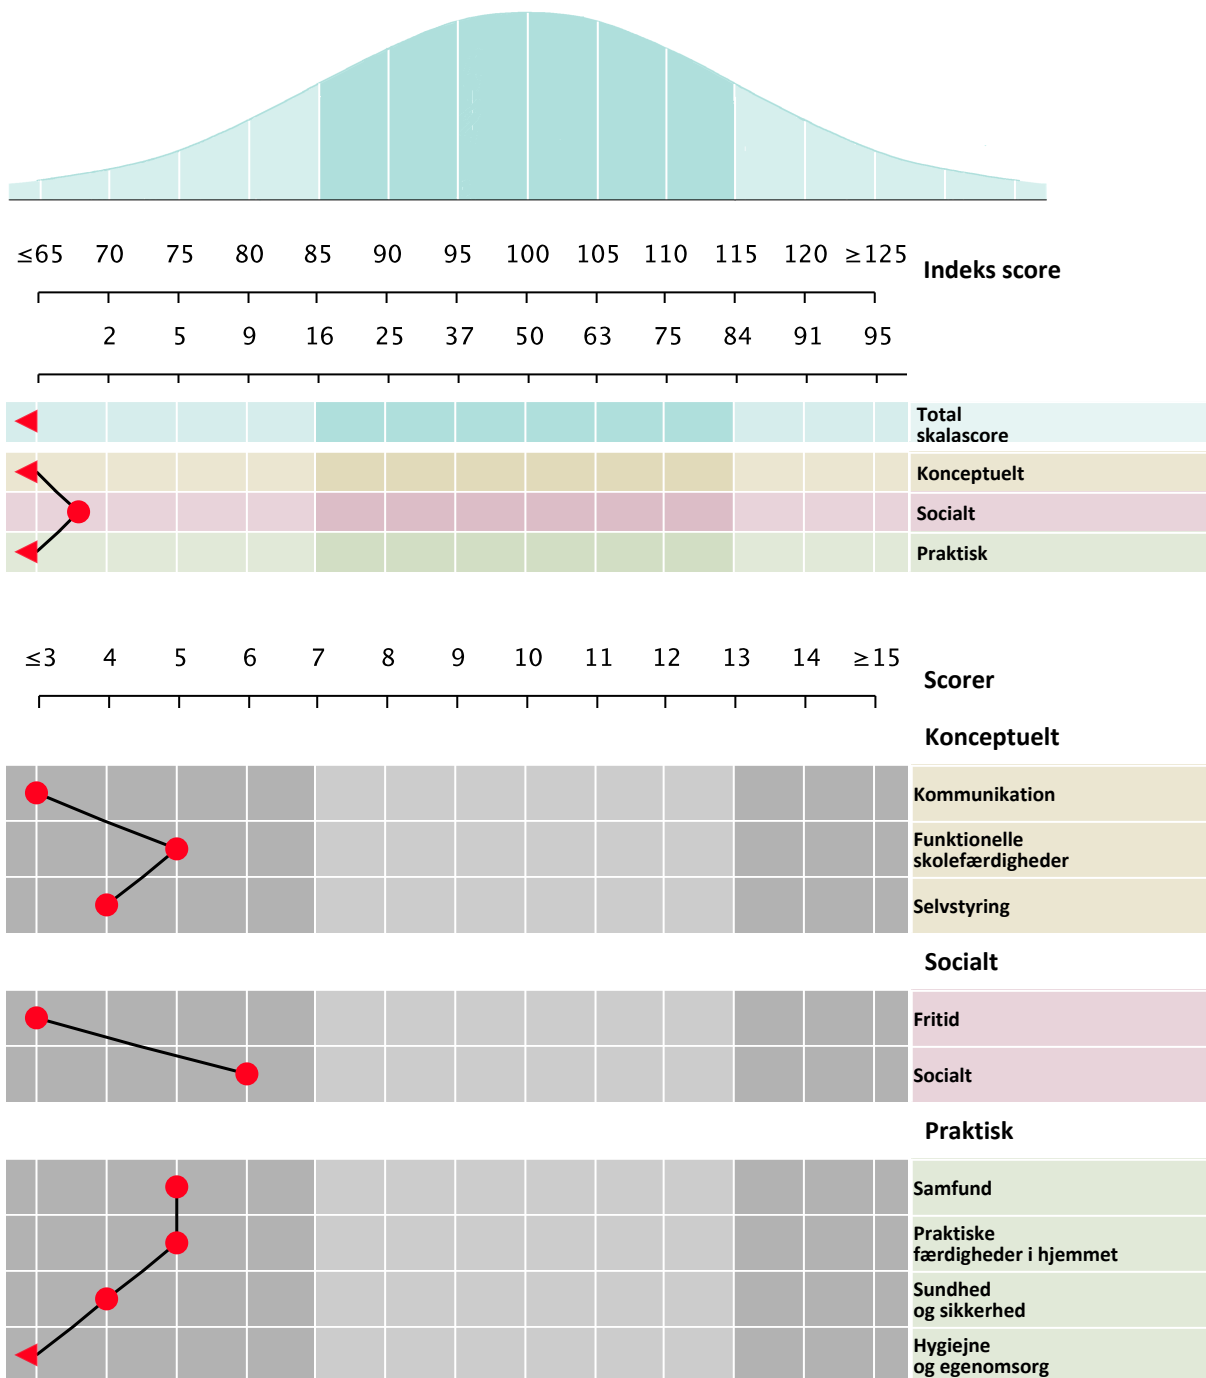 ≤65 70 75 80 85 90 95 100 105 110 115 120 ≥125
Indeks score
2 5 9 16 25 37 50 63 75 84 91 95
Total
skalascore
Konceptuelt
Socialt
Praktisk
≤3 4 5 6 7 8 9 10 11 12 13 14 ≥15
Scorer
Konceptuelt
Kommunikation
Funktionelle
skolefærdigheder
Selvstyring
Socialt
Fritid
Socialt
Praktisk
Samfund
Praktiske
færdigheder i hjemmet
Sundhed
og sikkerhed
Hygiejne
og egenomsorg